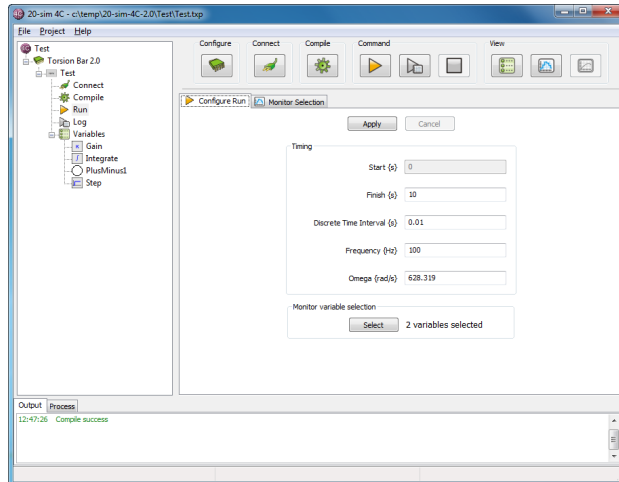 20-sim 4C - c:\temp\20-sim-4C-2.0\Test\Test.txp
File Project Help
Configure Connect Compile Command View
Test
Torsion Bar 2.0
Test
Connect
Compile
Run
Log
Variables
Gain
Integrate
PlusMinus1
Step
Configure Run Monitor Selection
Apply Cancel
Timing
Start {s} 0
Finish {s} 10
Discrete Time Interval {s} 0.01
Frequency {Hz} 100
Omega {rad/s} 628.319
Monitor variable selection
Select 2 variables selected
Output Process
12:47:26 Compile success